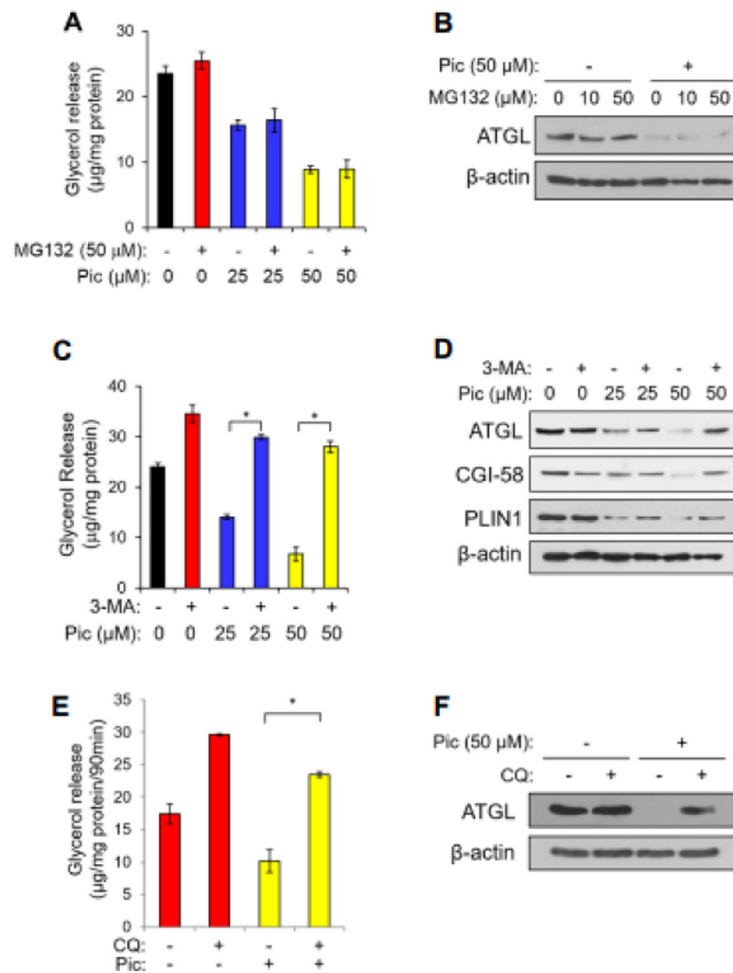 A
Glycerol release
(µg/mg protein)
30
20
10
0
MG132 (50 µM): - + - + - +
Pic (µM): 0 0 25 25 50 50
B
Pic (50 µM): - +
MG132 (µM): 0 10 50 0 10 50
ATGL
β-actin
C
Glycerol Release
(µg/mg protein)
40
30
20
10
0
* *
3-MA: - + - + - +
Pic (µM): 0 0 25 25 50 50
D
3-MA: - + - + - +
Pic (µM): 0 0 25 25 50 50
ATGL
CGI-58
PLIN1
β-actin
E
Glycerol release
(µg/mg protein/90min)
35
30
25
20
15
10
5
0
*
CQ: - + - +
Pic: - - + +
F
Pic (50 µM): - +
CQ: - + - +
ATGL
β-actin